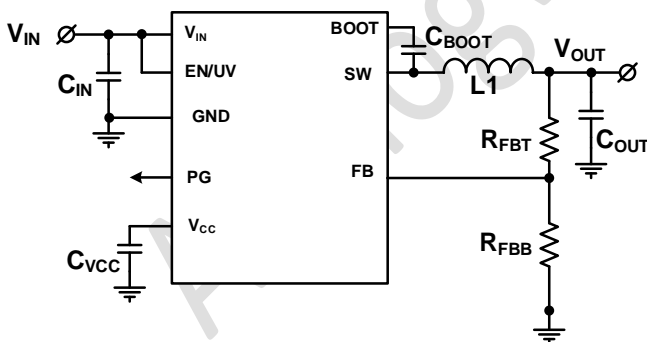 VIN
VIN
BOOT
CBOOT
EN/UV
SW
VOUT
CIN
L1
GND
RFBT
COUT
PG
FB
VCC
CVCC
RFBB